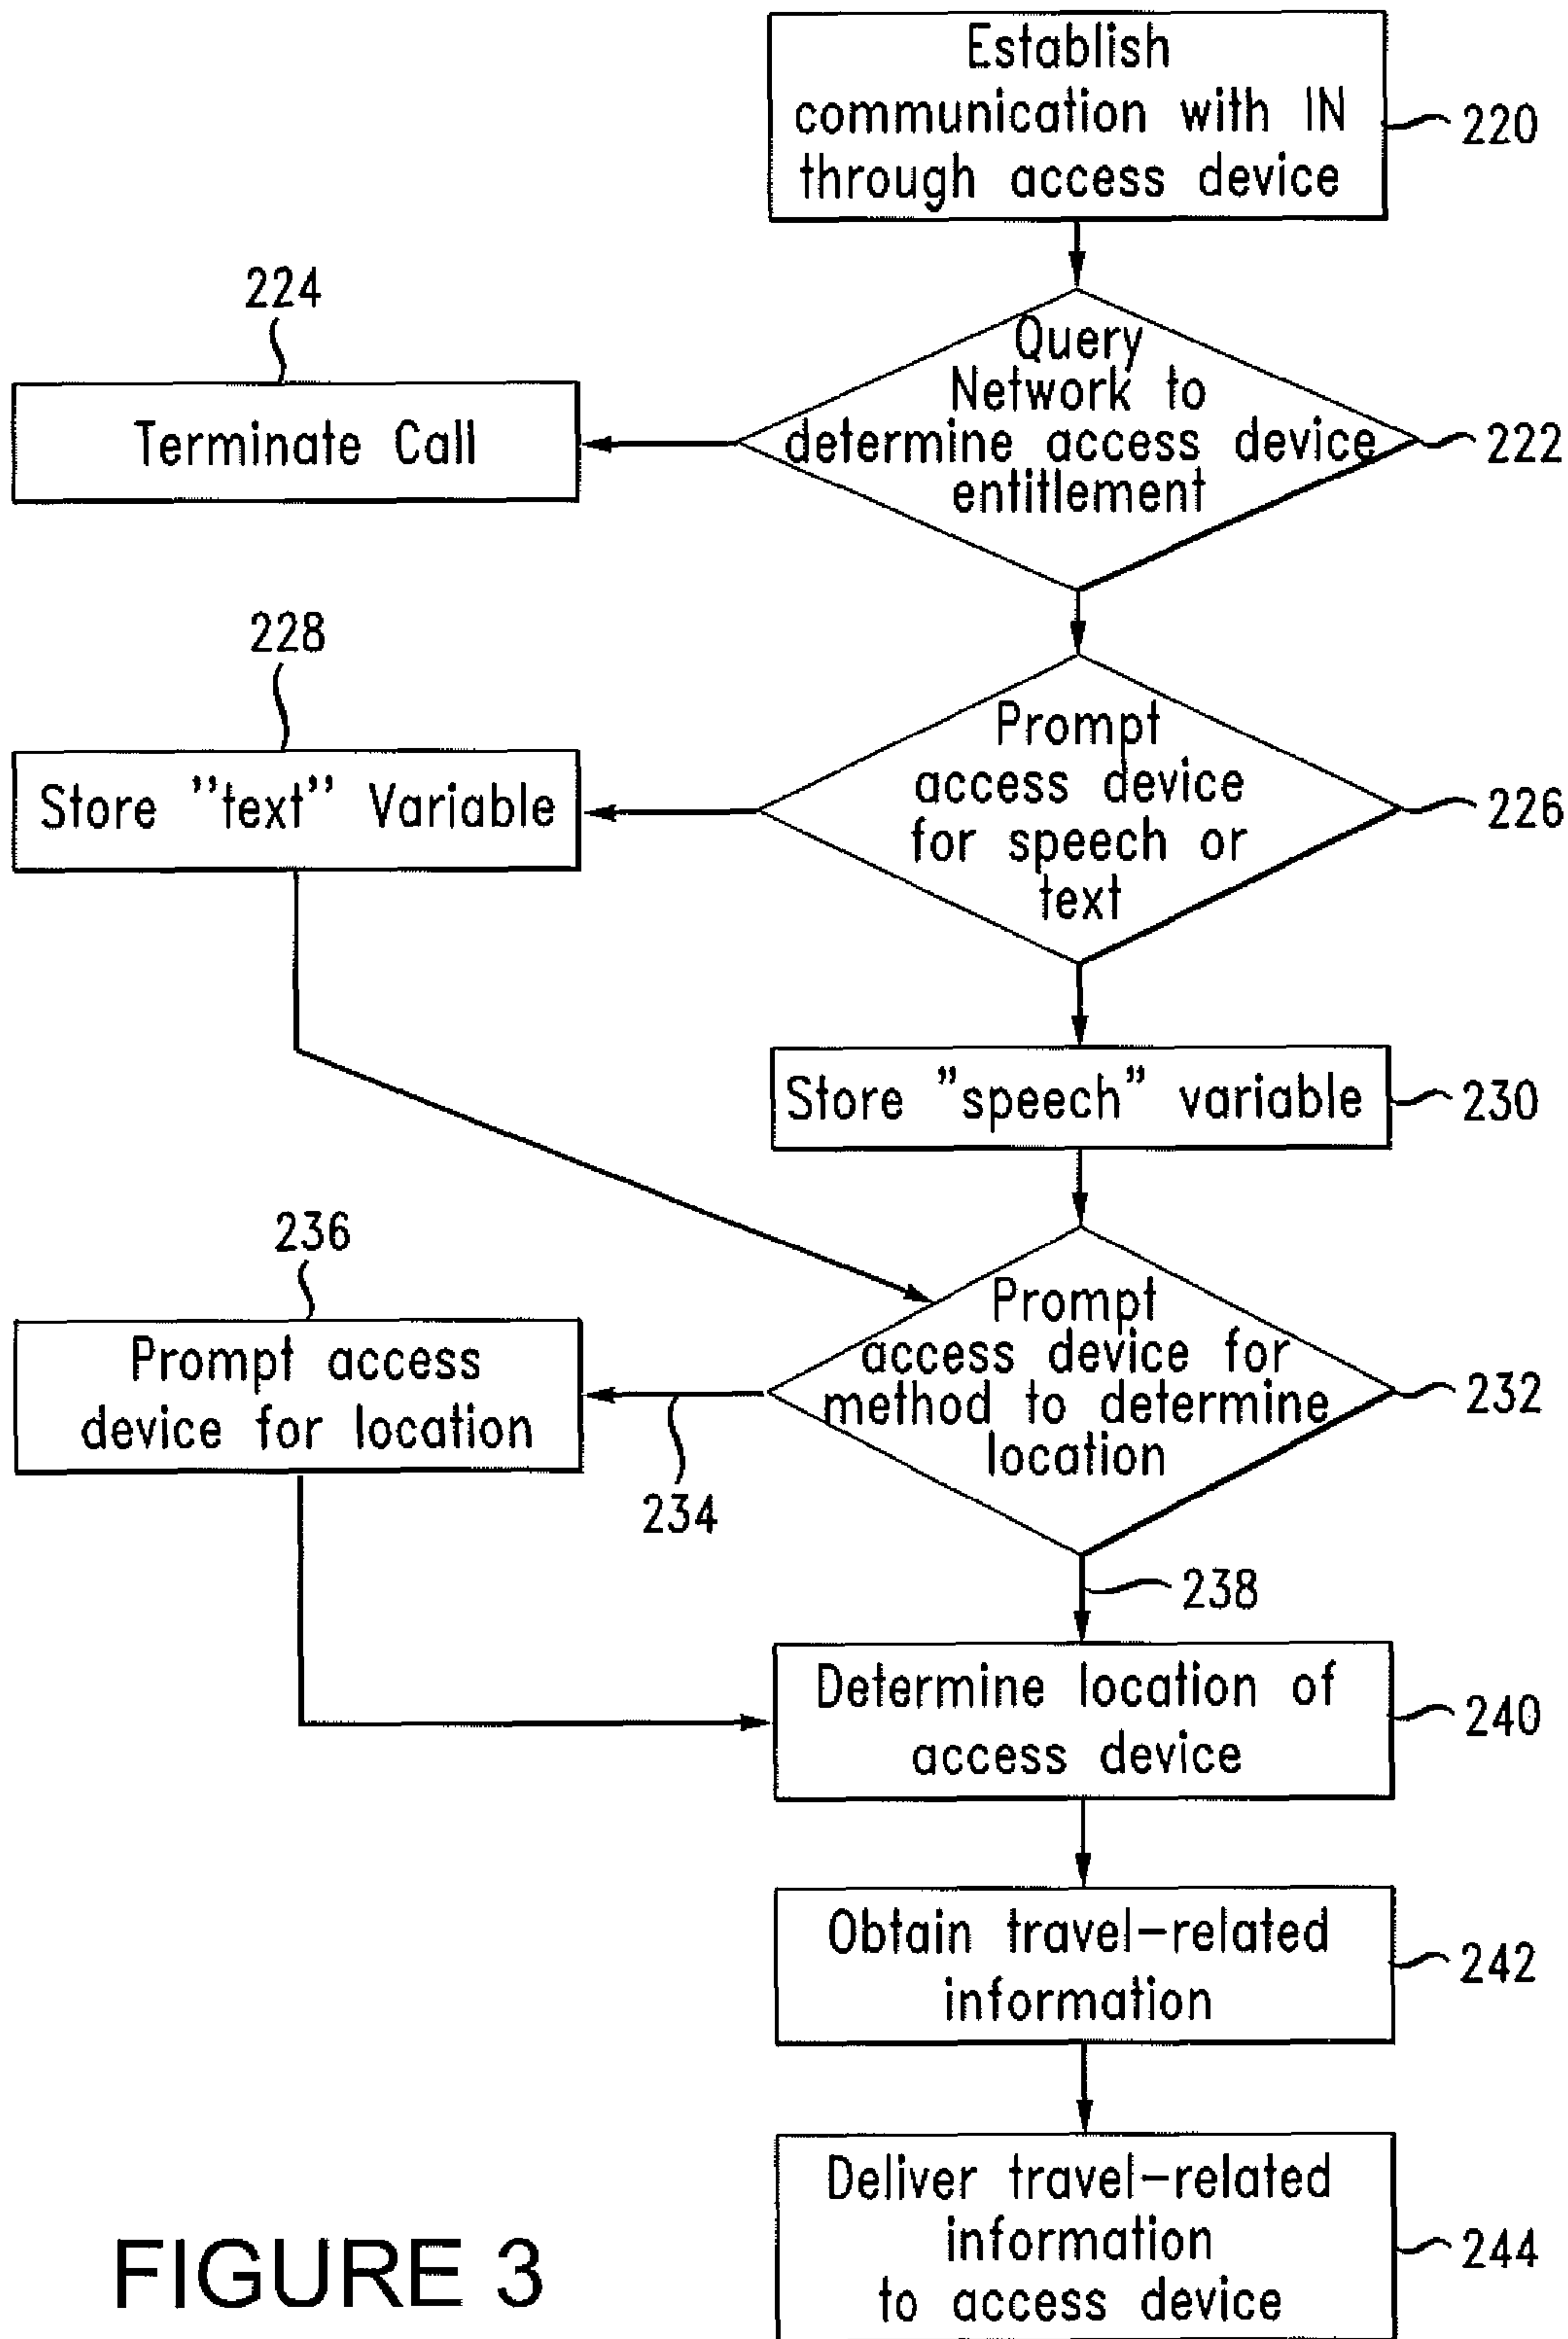 Establish
communication with IN
through access device
220
Query
Network to
determine access device
entitlement
222
224
Terminate Call
Prompt
access device
for speech or
text
226
228
Store "text" Variable
Store "speech" variable
230
Prompt
access device for
method to determine
location
232
234
236
Prompt access
device for location
238
Determine location of
access device
240
Obtain travel-related
information
242
Deliver travel-related
information
to access device
244
FIGURE 3